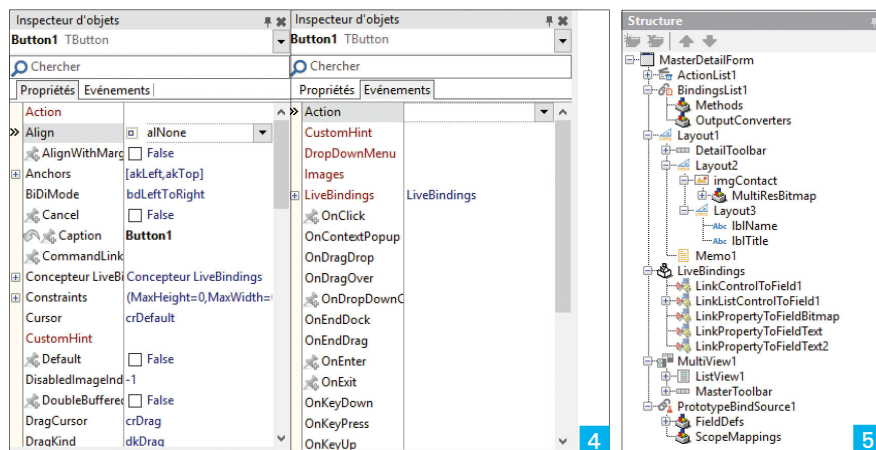 Inspecteur d'objets
Button1 TButton
Chercher
Propriétés Evénements
Action
Align alNone
AlignWithMarg False
Anchors [akLeft,akTop]
BiDiMode bdLeftToRight
Cancel False
Caption Button1
CommandLink
Concepteur LiveBi Concepteur LiveBindings
Constraints (MaxHeight=0,MaxWidth=
Cursor crDefault
CustomHint
Default False
DisabledImageInd -1
DoubleBuffered False
DragCursor crDrag
DragKind dkDrag
Inspecteur d'objets
Button1 TButton
Chercher
Propriétés Evénements
Action
CustomHint
DropDownMenu
Images
LiveBindings LiveBindings
OnClick
OnContextPopup
OnDragDrop
OnDragOver
OnDropDownC
OnEndDock
OnEndDrag
OnEnter
OnExit
OnKeyDown
OnKeyPress
OnKeyUp
4
Structure
MasterDetailForm
ActionList1
BindingsList1
Methods
OutputConverters
Layout1
DetailToolbar
Layout2
imgContact
MultiResBitmap
Layout3
Abc lblName
Abc lblTitle
Memo1
LiveBindings
LinkControlToField1
LinkListControlToField1
LinkPropertyToFieldBitmap
LinkPropertyToFieldText
LinkPropertyToFieldText2
MultiView1
ListView1
MasterToolbar
PrototypeBindSource1
FieldDefs
ScopeMappings
5